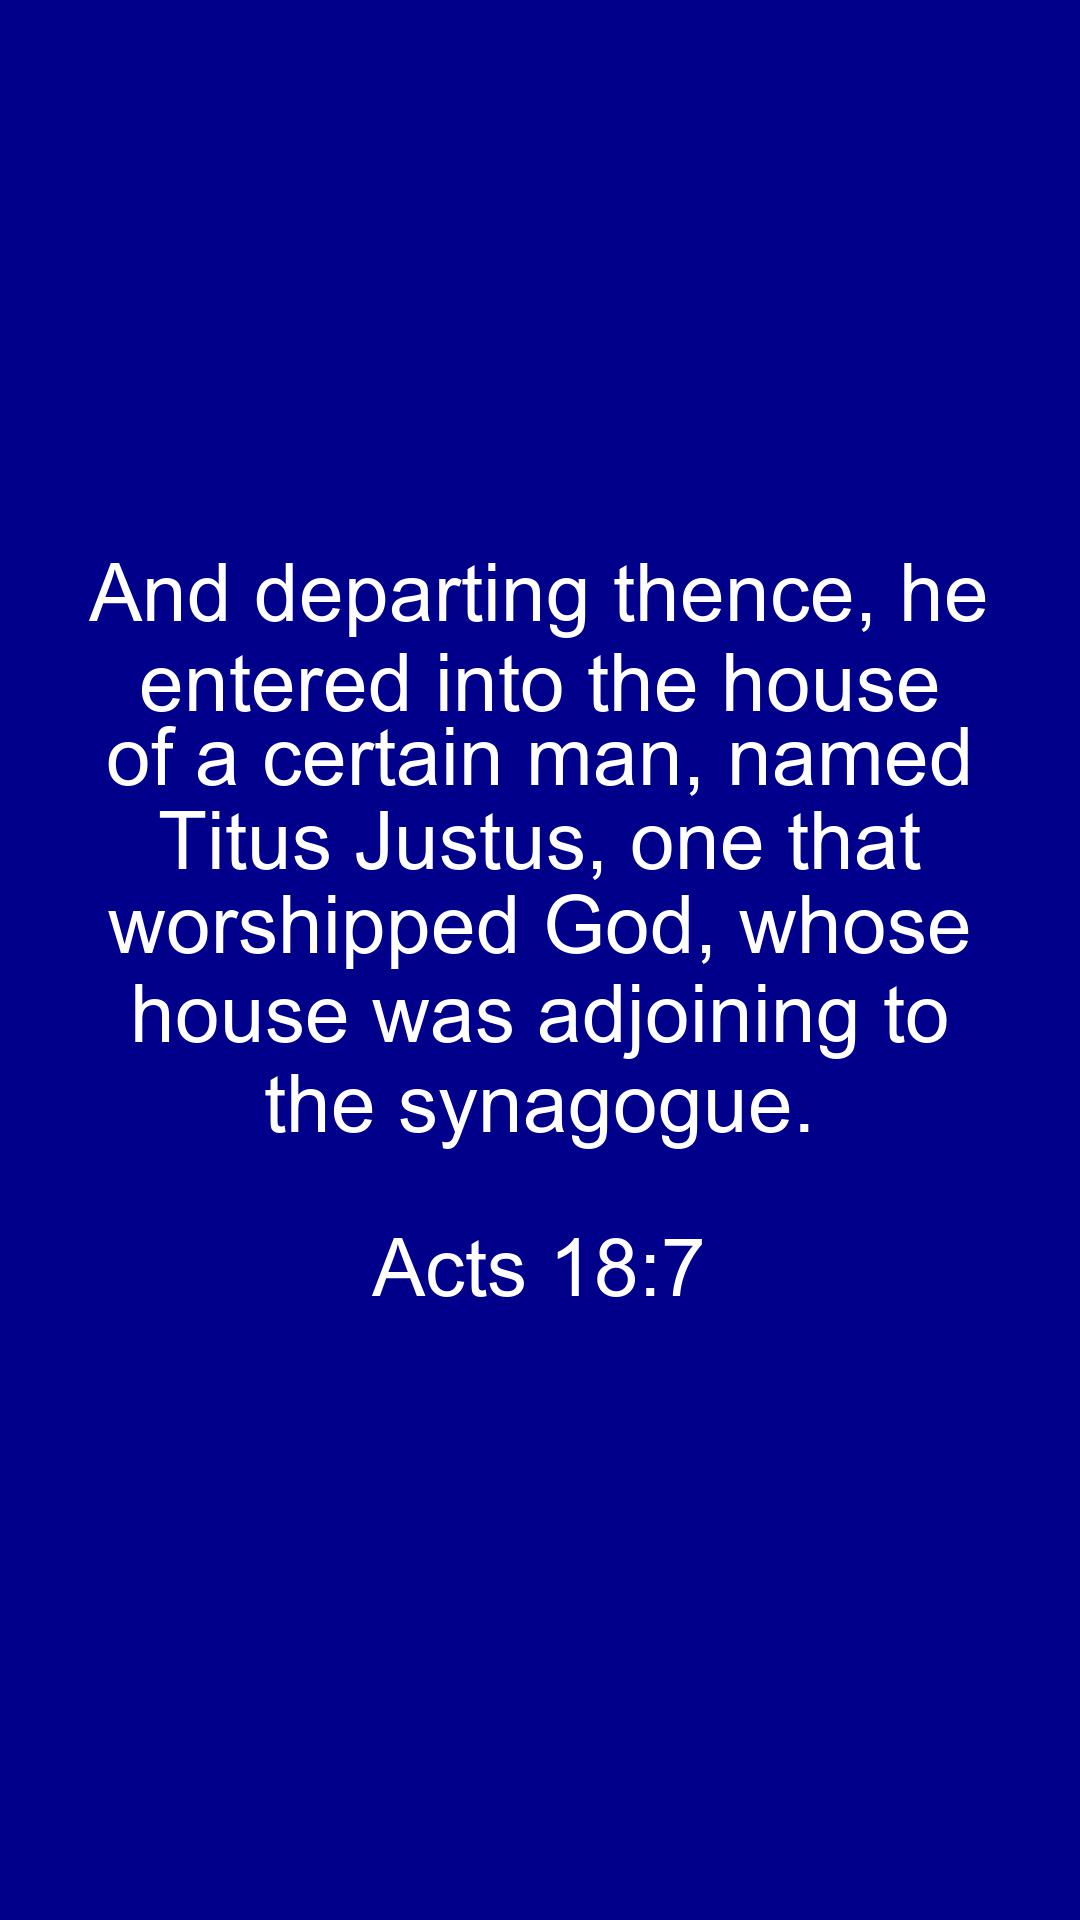 And departing thence, he
entered into the house
of a certain man, named
Titus Justus, one that
worshipped God, whose
house was adjoining to
the synagogue.
Acts 18:7